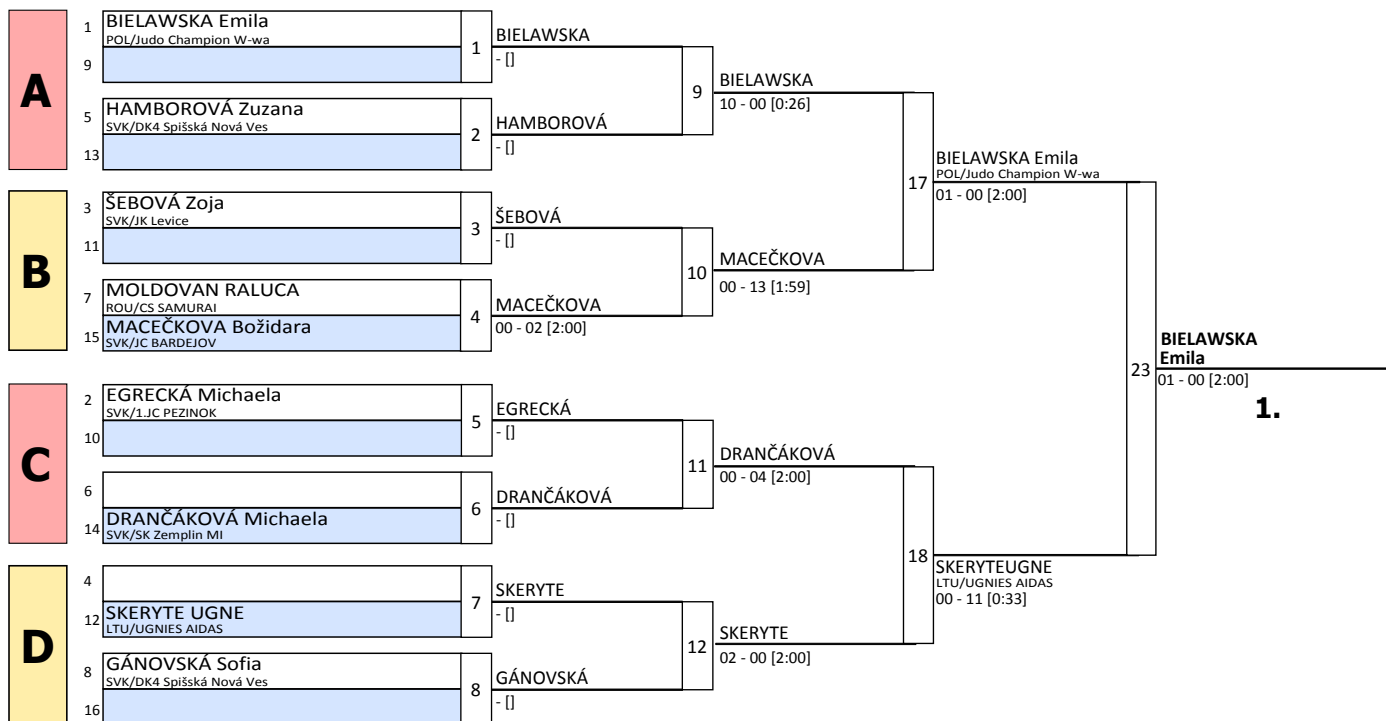 A
1
BIELAWSKA Emila
POL/Judo Champion W-wa
9
1
BIELAWSKA
- []
5
HAMBOROVÁ Zuzana
SVK/DK4 Spišská Nová Ves
13
2
HAMBOROVÁ
- []
9
BIELAWSKA
10 - 00 [0:26]
B
3
ŠEBOVÁ Zoja
SVK/JK Levice
11
3
ŠEBOVÁ
- []
7
MOLDOVAN RALUCA
ROU/CS SAMURAI
15
MACEČKOVA Božidara
SVK/JC BARDEJOV
4
MACEČKOVA
00 - 02 [2:00]
10
MACEČKOVA
00 - 13 [1:59]
17
BIELAWSKA Emila
POL/Judo Champion W-wa
01 - 00 [2:00]
C
2
EGRECKÁ Michaela
SVK/1.JC PEZINOK
10
5
EGRECKÁ
- []
6
14
DRANČÁKOVÁ Michaela
SVK/SK Zemplin MI
6
DRANČÁKOVÁ
- []
11
DRANČÁKOVÁ
00 - 04 [2:00]
D
4
12
SKERYTE UGNE
LTU/UGNIES AIDAS
7
SKERYTE
- []
8
GÁNOVSKÁ Sofia
SVK/DK4 Spišská Nová Ves
16
8
GÁNOVSKÁ
- []
12
SKERYTE
02 - 00 [2:00]
18
SKERYTEUGNE
LTU/UGNIES AIDAS
00 - 11 [0:33]
23
BIELAWSKA
Emila
01 - 00 [2:00]
1.